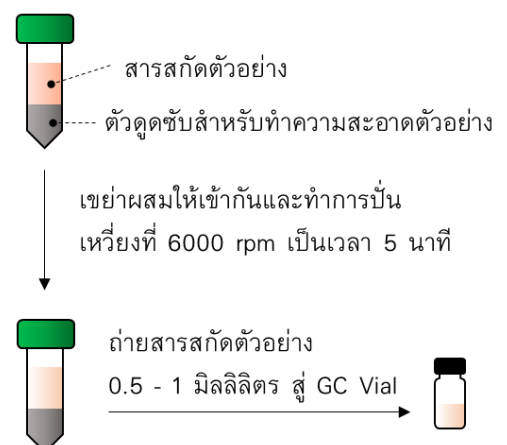 สารสกัดตัวอย่าง
ตัวดูดซับสำหรับทำความสะอาดตัวอย่าง
เขย่าผสมให้เข้ากันและทำการปั่น
เหวี่ยงที่ 6000 rpm เป็นเวลา 5 นาที
ถ่ายสารสกัดตัวอย่าง
0.5 - 1 มิลลิลิตร สู่ GC Vial